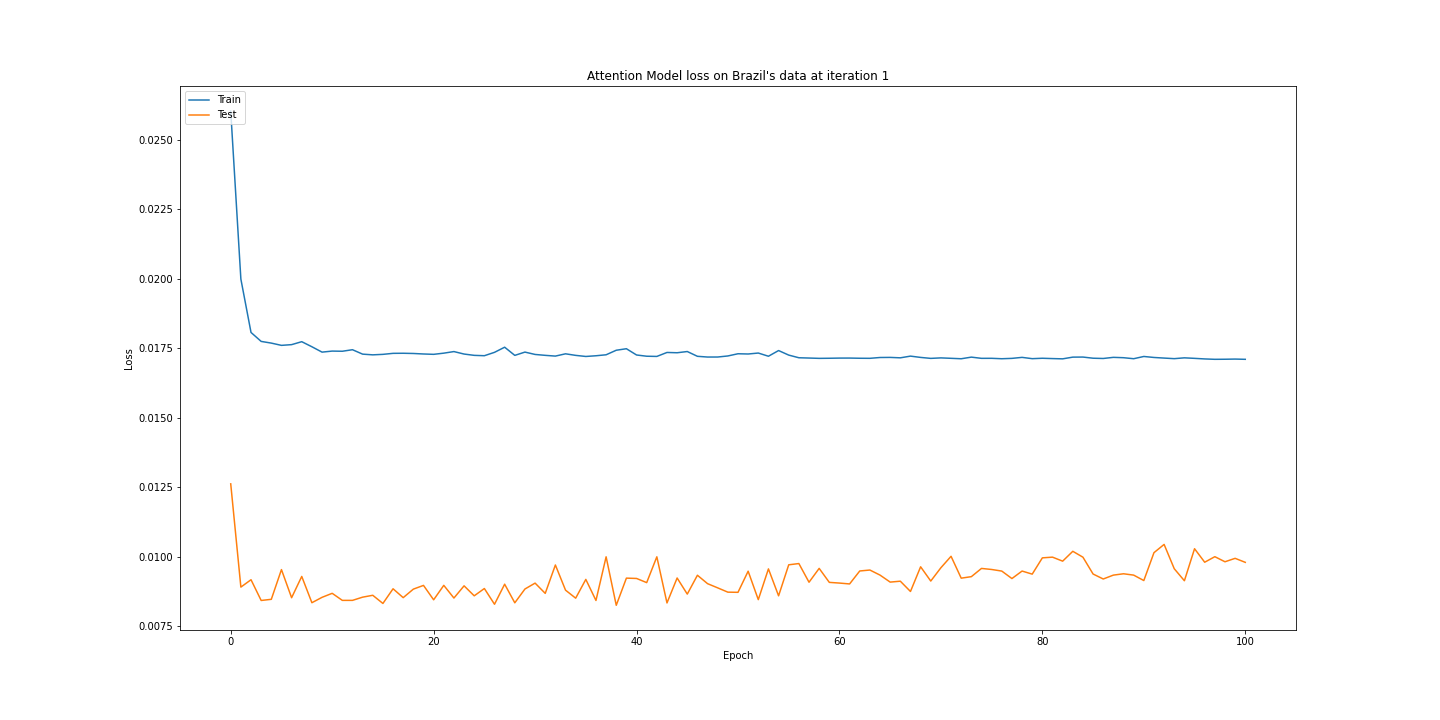 Attention Model loss on Brazil's data at iteration 1
Train
Test
0.0250
0.0225
0.0200
0.0175
0.0150
0.0125
0.0100
0.0075
Loss
0 20 40 60 80 100
Epoch